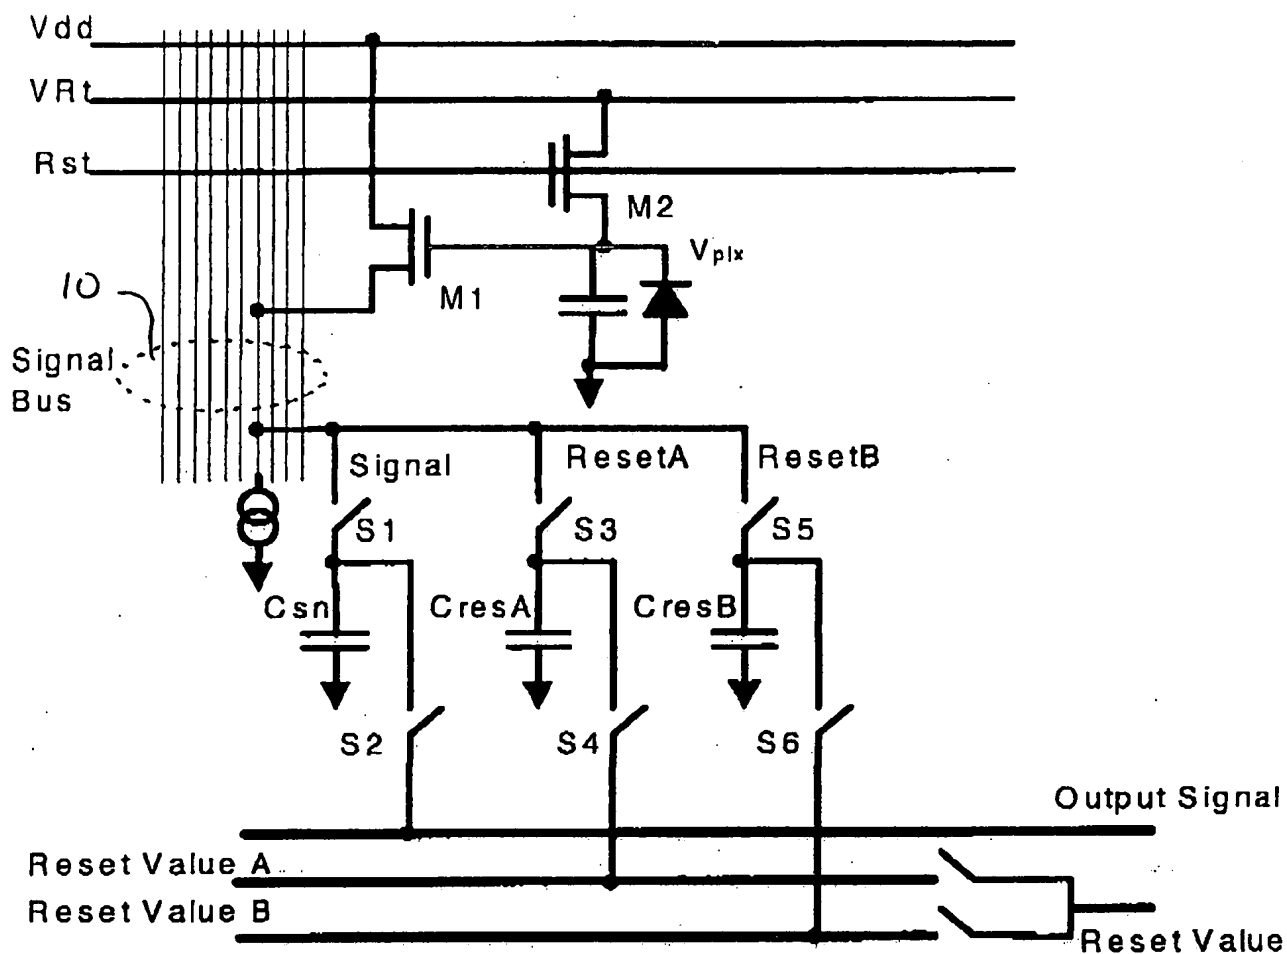 Vdd
VRt
Rst
M2
Vpix
M1
10
Signal
Bus
Signal
ResetA
ResetB
S1
S3
S5
Csn
CresA
CresB
S2
S4
S6
Output Signal
Reset Value A
Reset Value B
Reset Value